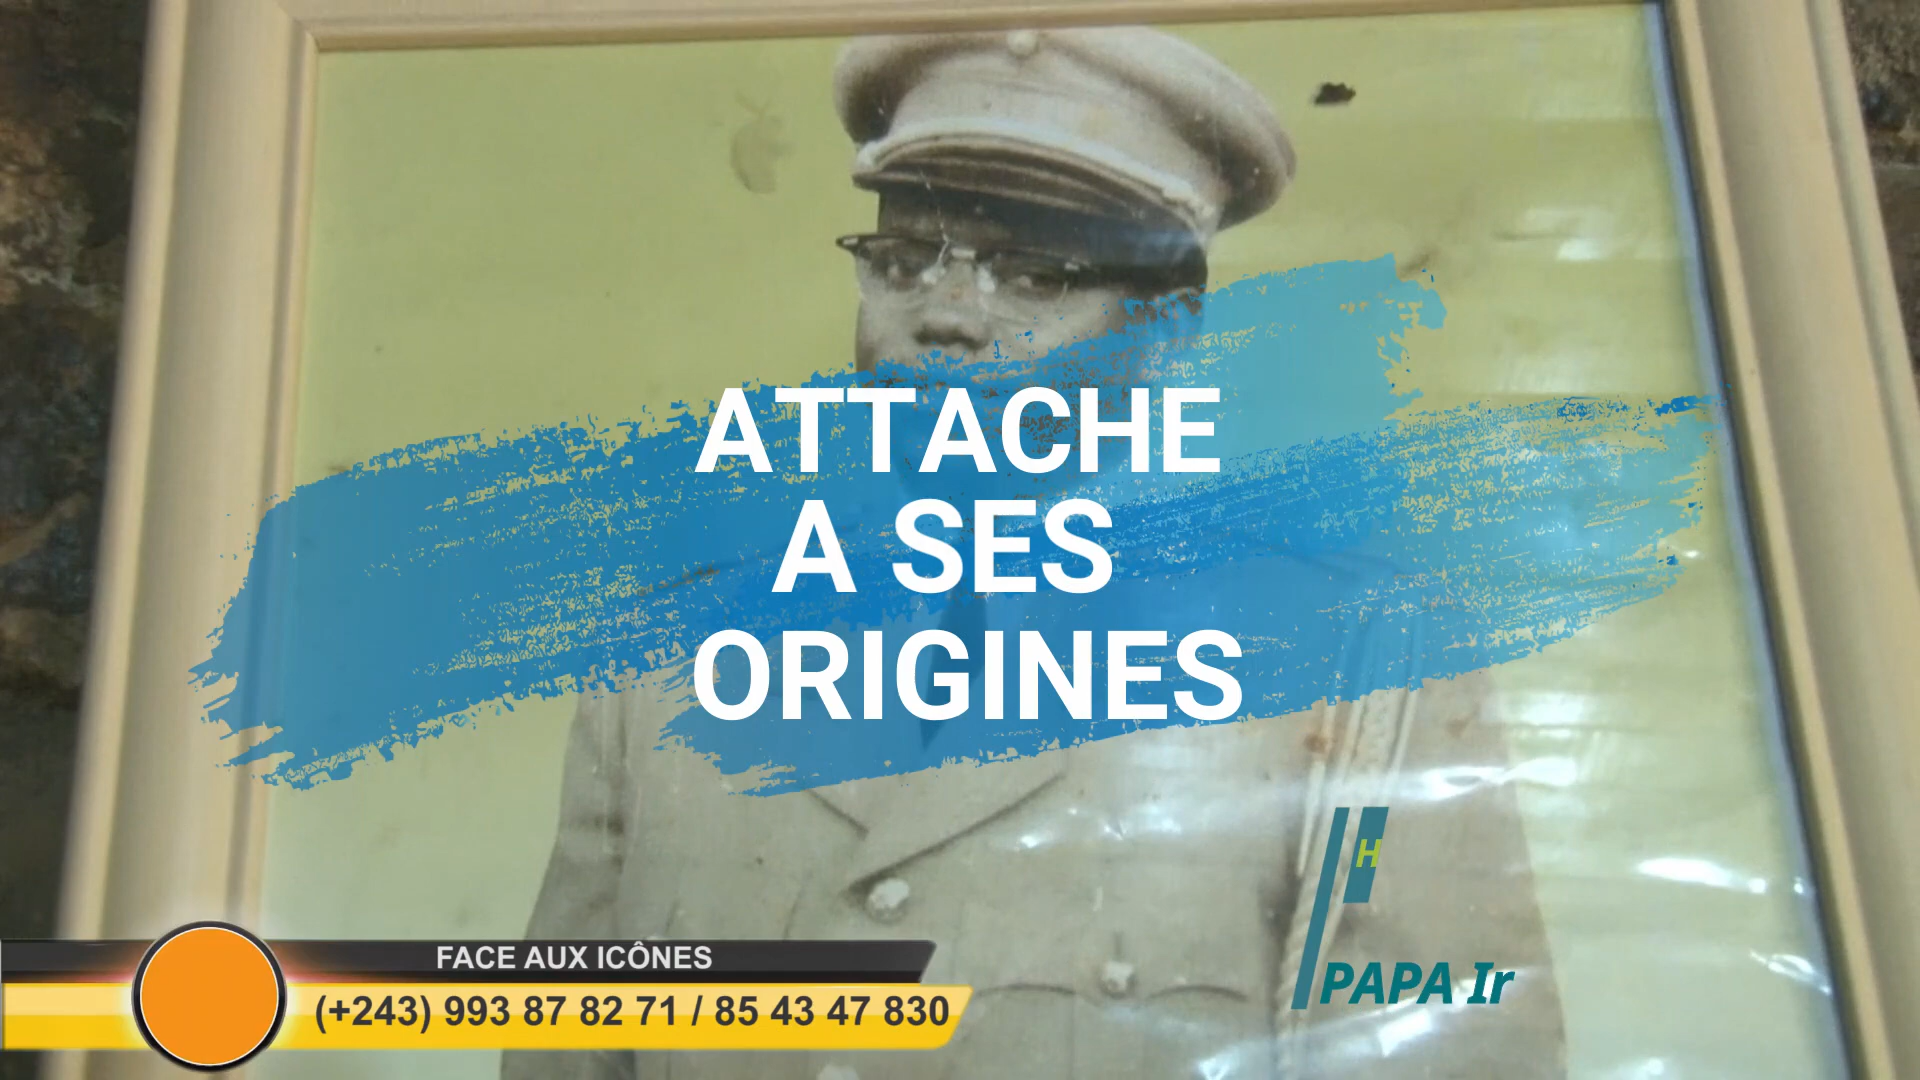 ATTACHE
A SES
ORIGINES
H
PAPA Ir
FACE AUX ICÔNES
(+243) 993 87 82 71 / 85 43 47 830